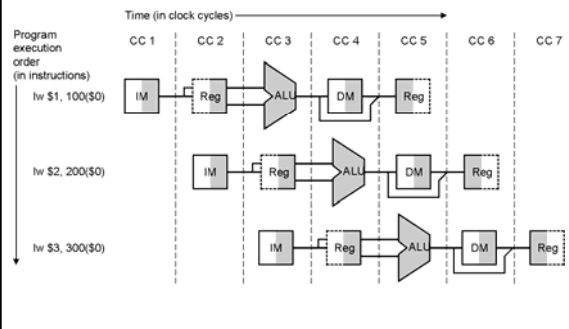 Time (in clock cycles)
Program
execution
order
(in instructions)
CC 1 CC 2 CC 3 CC 4 CC 5 CC 6 CC 7
lw $1, 100($0) IM Reg ALU DM Reg
lw $2, 200($0) IM Reg ALU DM Reg
lw $3, 300($0) IM Reg ALU DM Reg